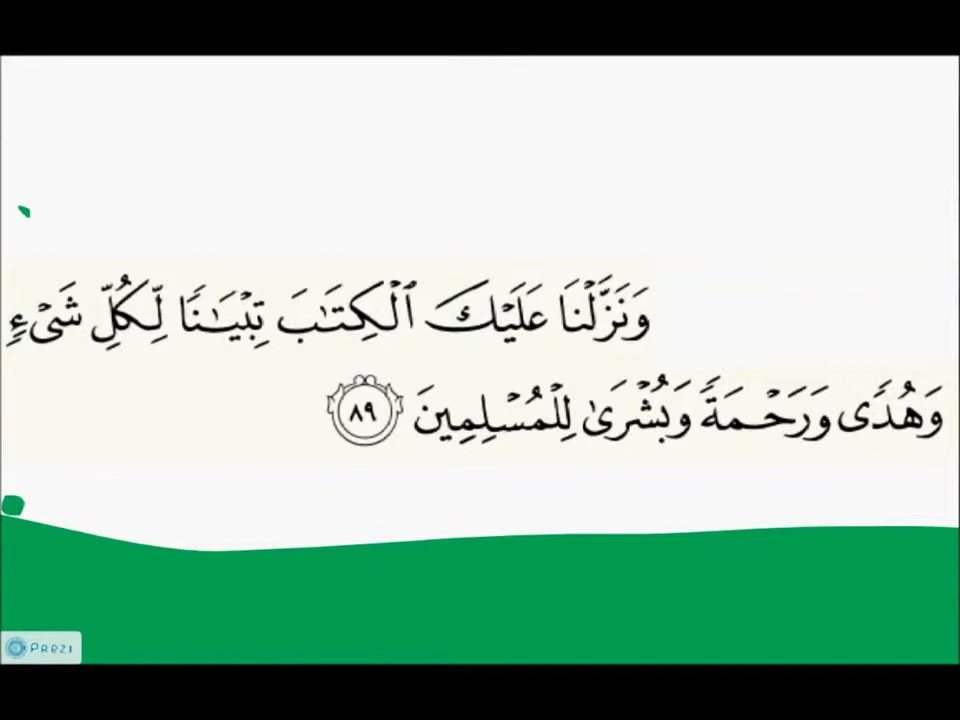 وَنَزَّلْنَا عَلَيْكَ ٱلْكِتَـٰبَ تِبْيَـٰنًا لِّكُلِّ شَىْءٍ
وَهُدًى وَرَحْمَةً وَبُشْرَىٰ لِلْمُسْلِمِينَ ٨٩
Prezi